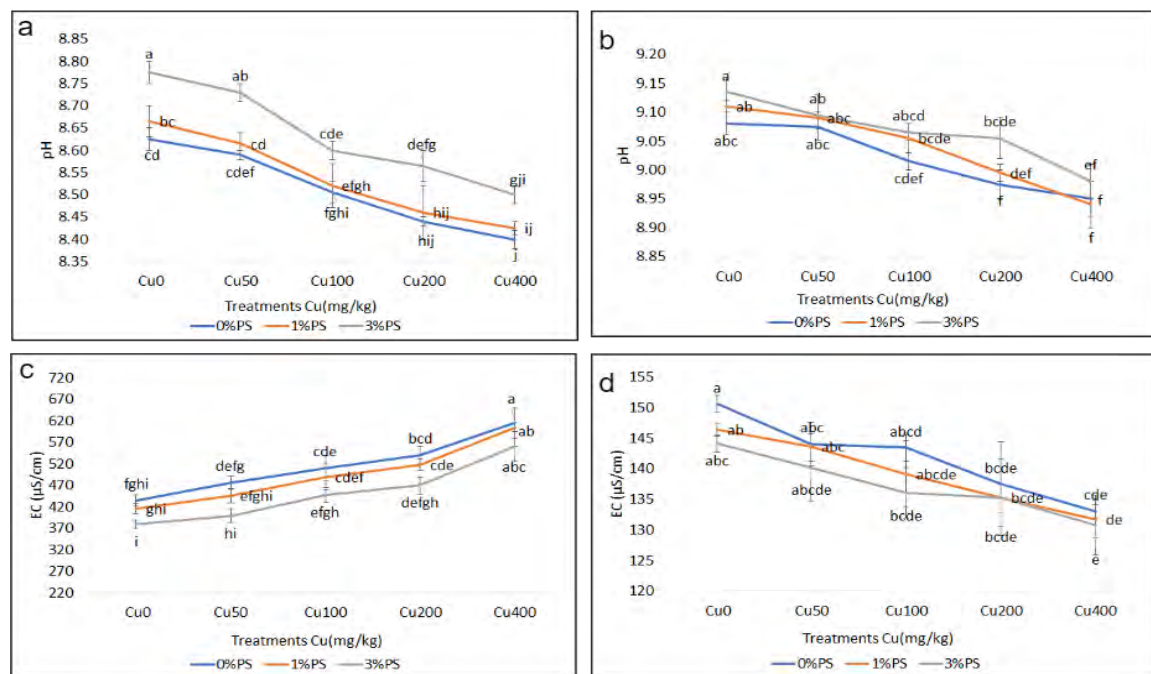 a
pH
8.85
8.80
8.75
8.70
8.65
8.60
8.55
8.50
8.45
8.40
8.35
a
ab
bc
cd
cd
cdef
cde
efgh
fghi
defg
hij
hij
gji
ij
j
Cu0 Cu50 Cu100 Cu200 Cu400
Treatments Cu(mg/kg)
0%PS 1%PS 3%PS
b
pH
9.20
9.15
9.10
9.05
9.00
8.95
8.90
8.85
a
ab
abc
ab
abc
abcd
bcde
cdef
bcde
def
f
ef
f
f
Cu0 Cu50 Cu100 Cu200 Cu400
Treatments Cu(mg/kg)
0%PS 1%PS 3%PS
c
EC (µS/cm)
720
670
620
570
520
470
420
370
320
270
220
fghi
ghi
i
defg
efghi
hi
cde
cdef
efgh
bcd
cde
defgh
a
ab
abc
Cu0 Cu50 Cu100 Cu200 Cu400
Treatments Cu(mg/kg)
0%PS 1%PS 3%PS
d
EC (µS/cm)
155
150
145
140
135
130
125
120
a
ab
abc
abc
abc
abcde
abcd
abcde
bcde
bcde
bcde
bcde
cde
de
e
Cu0 Cu50 Cu100 Cu200 Cu400
Treatments Cu(mg/kg)
0%PS 1%PS 3%PS